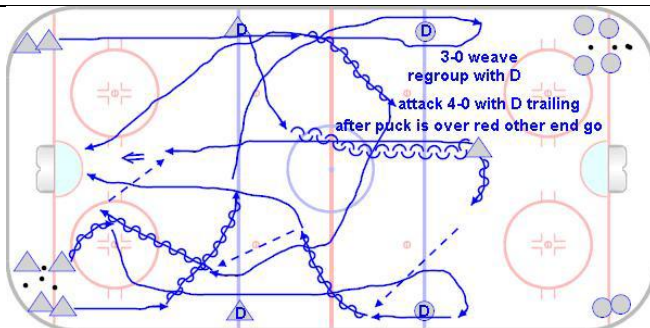 D
D
3-0 weave
regroup with D
attack 4-0 with D trailing
after puck is over red other end go
D
D